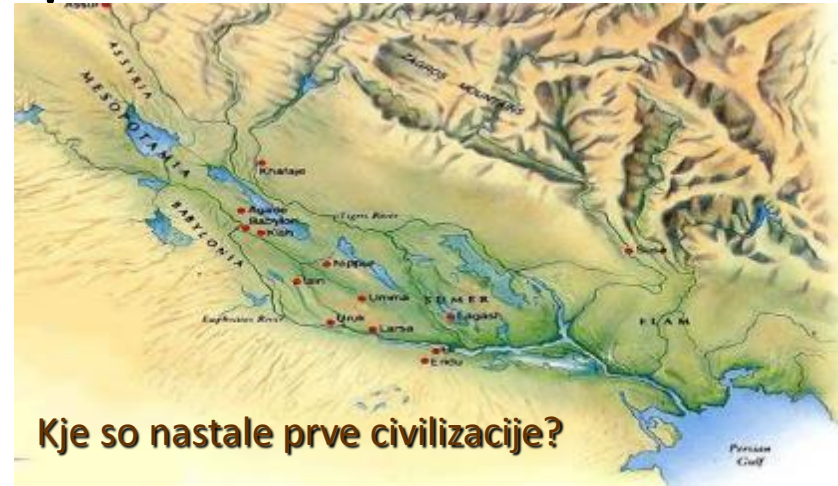 Assur
ASSYRIA
MESOPOTAMIA
ZAGROS MOUNTAINS
Khafaje
Agade
Babylon
Kish
BABYLONIA
Tigris River
Nippur
Susa
Isin
Umma
SUMER
Lagash
Euphrates River
Uruk
Larsa
ELAM
Ur
Eridu
Kje so nastale prve civilizacije?
Persian
Gulf